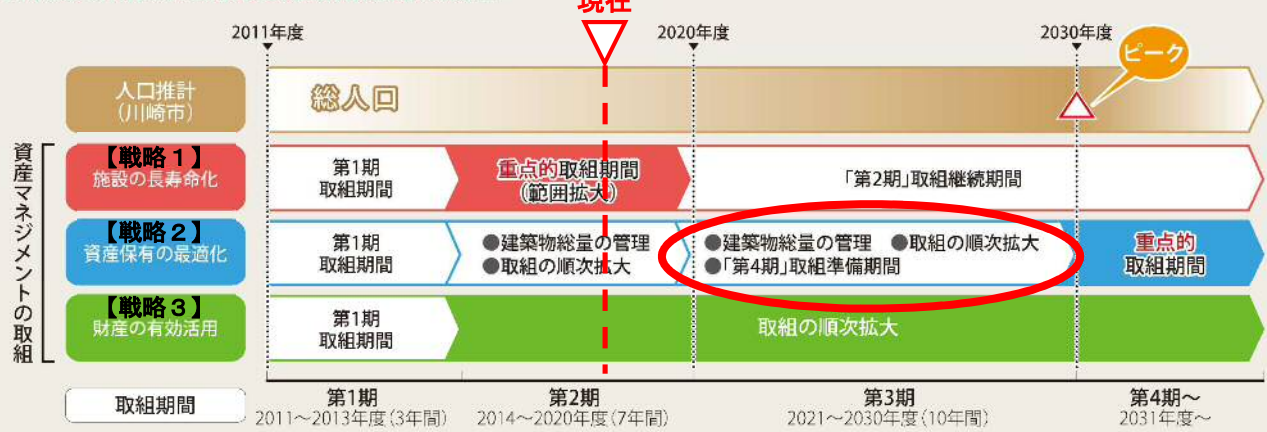 現在
2011年度
2020年度
2030年度
ピーク
人口推計
(川崎市)
総人口
資産マネジメントの取組
【戦略1】
施設の長寿命化
第1期
取組期間
重点的取組期間
(範囲拡大)
「第2期」取組継続期間
【戦略2】
資産保有の最適化
第1期
取組期間
●建築物総量の管理
●取組の順次拡大
●建築物総量の管理 ●取組の順次拡大
●「第4期」取組準備期間
重点的
取組期間
【戦略3】
財産の有効活用
第1期
取組期間
取組の順次拡大
取組期間
第1期
2011~2013年度(3年間)
第2期
2014~2020年度(7年間)
第3期
2021~2030年度(10年間)
第4期~
2031年度~